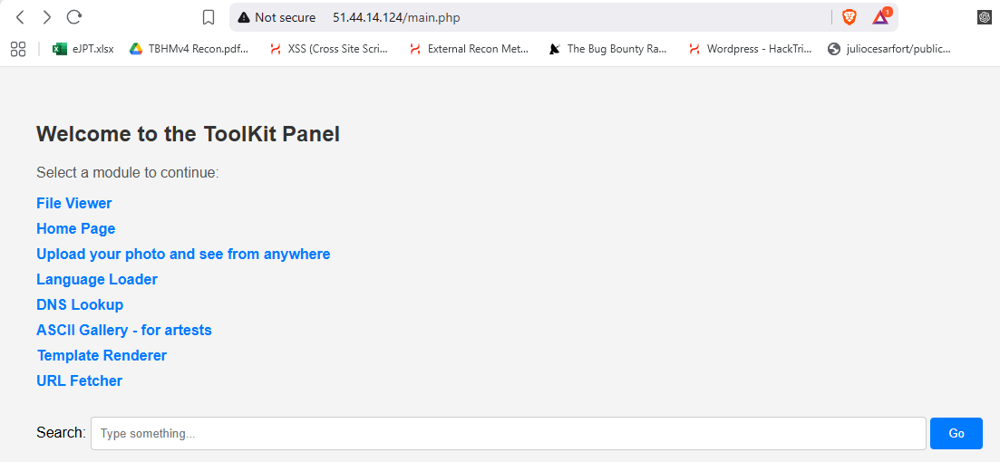 Not secure 51.44.14.124/main.php 1
eJPT.xlsx TBHMv4 Recon.pdf... XSS (Cross Site Scri... External Recon Met... The Bug Bounty Ra... Wordpress - HackTri... juliocesarfort/public...
Welcome to the ToolKit Panel
Select a module to continue:
File Viewer
Home Page
Upload your photo and see from anywhere
Language Loader
DNS Lookup
ASCII Gallery - for artests
Template Renderer
URL Fetcher
Search: Type something... Go